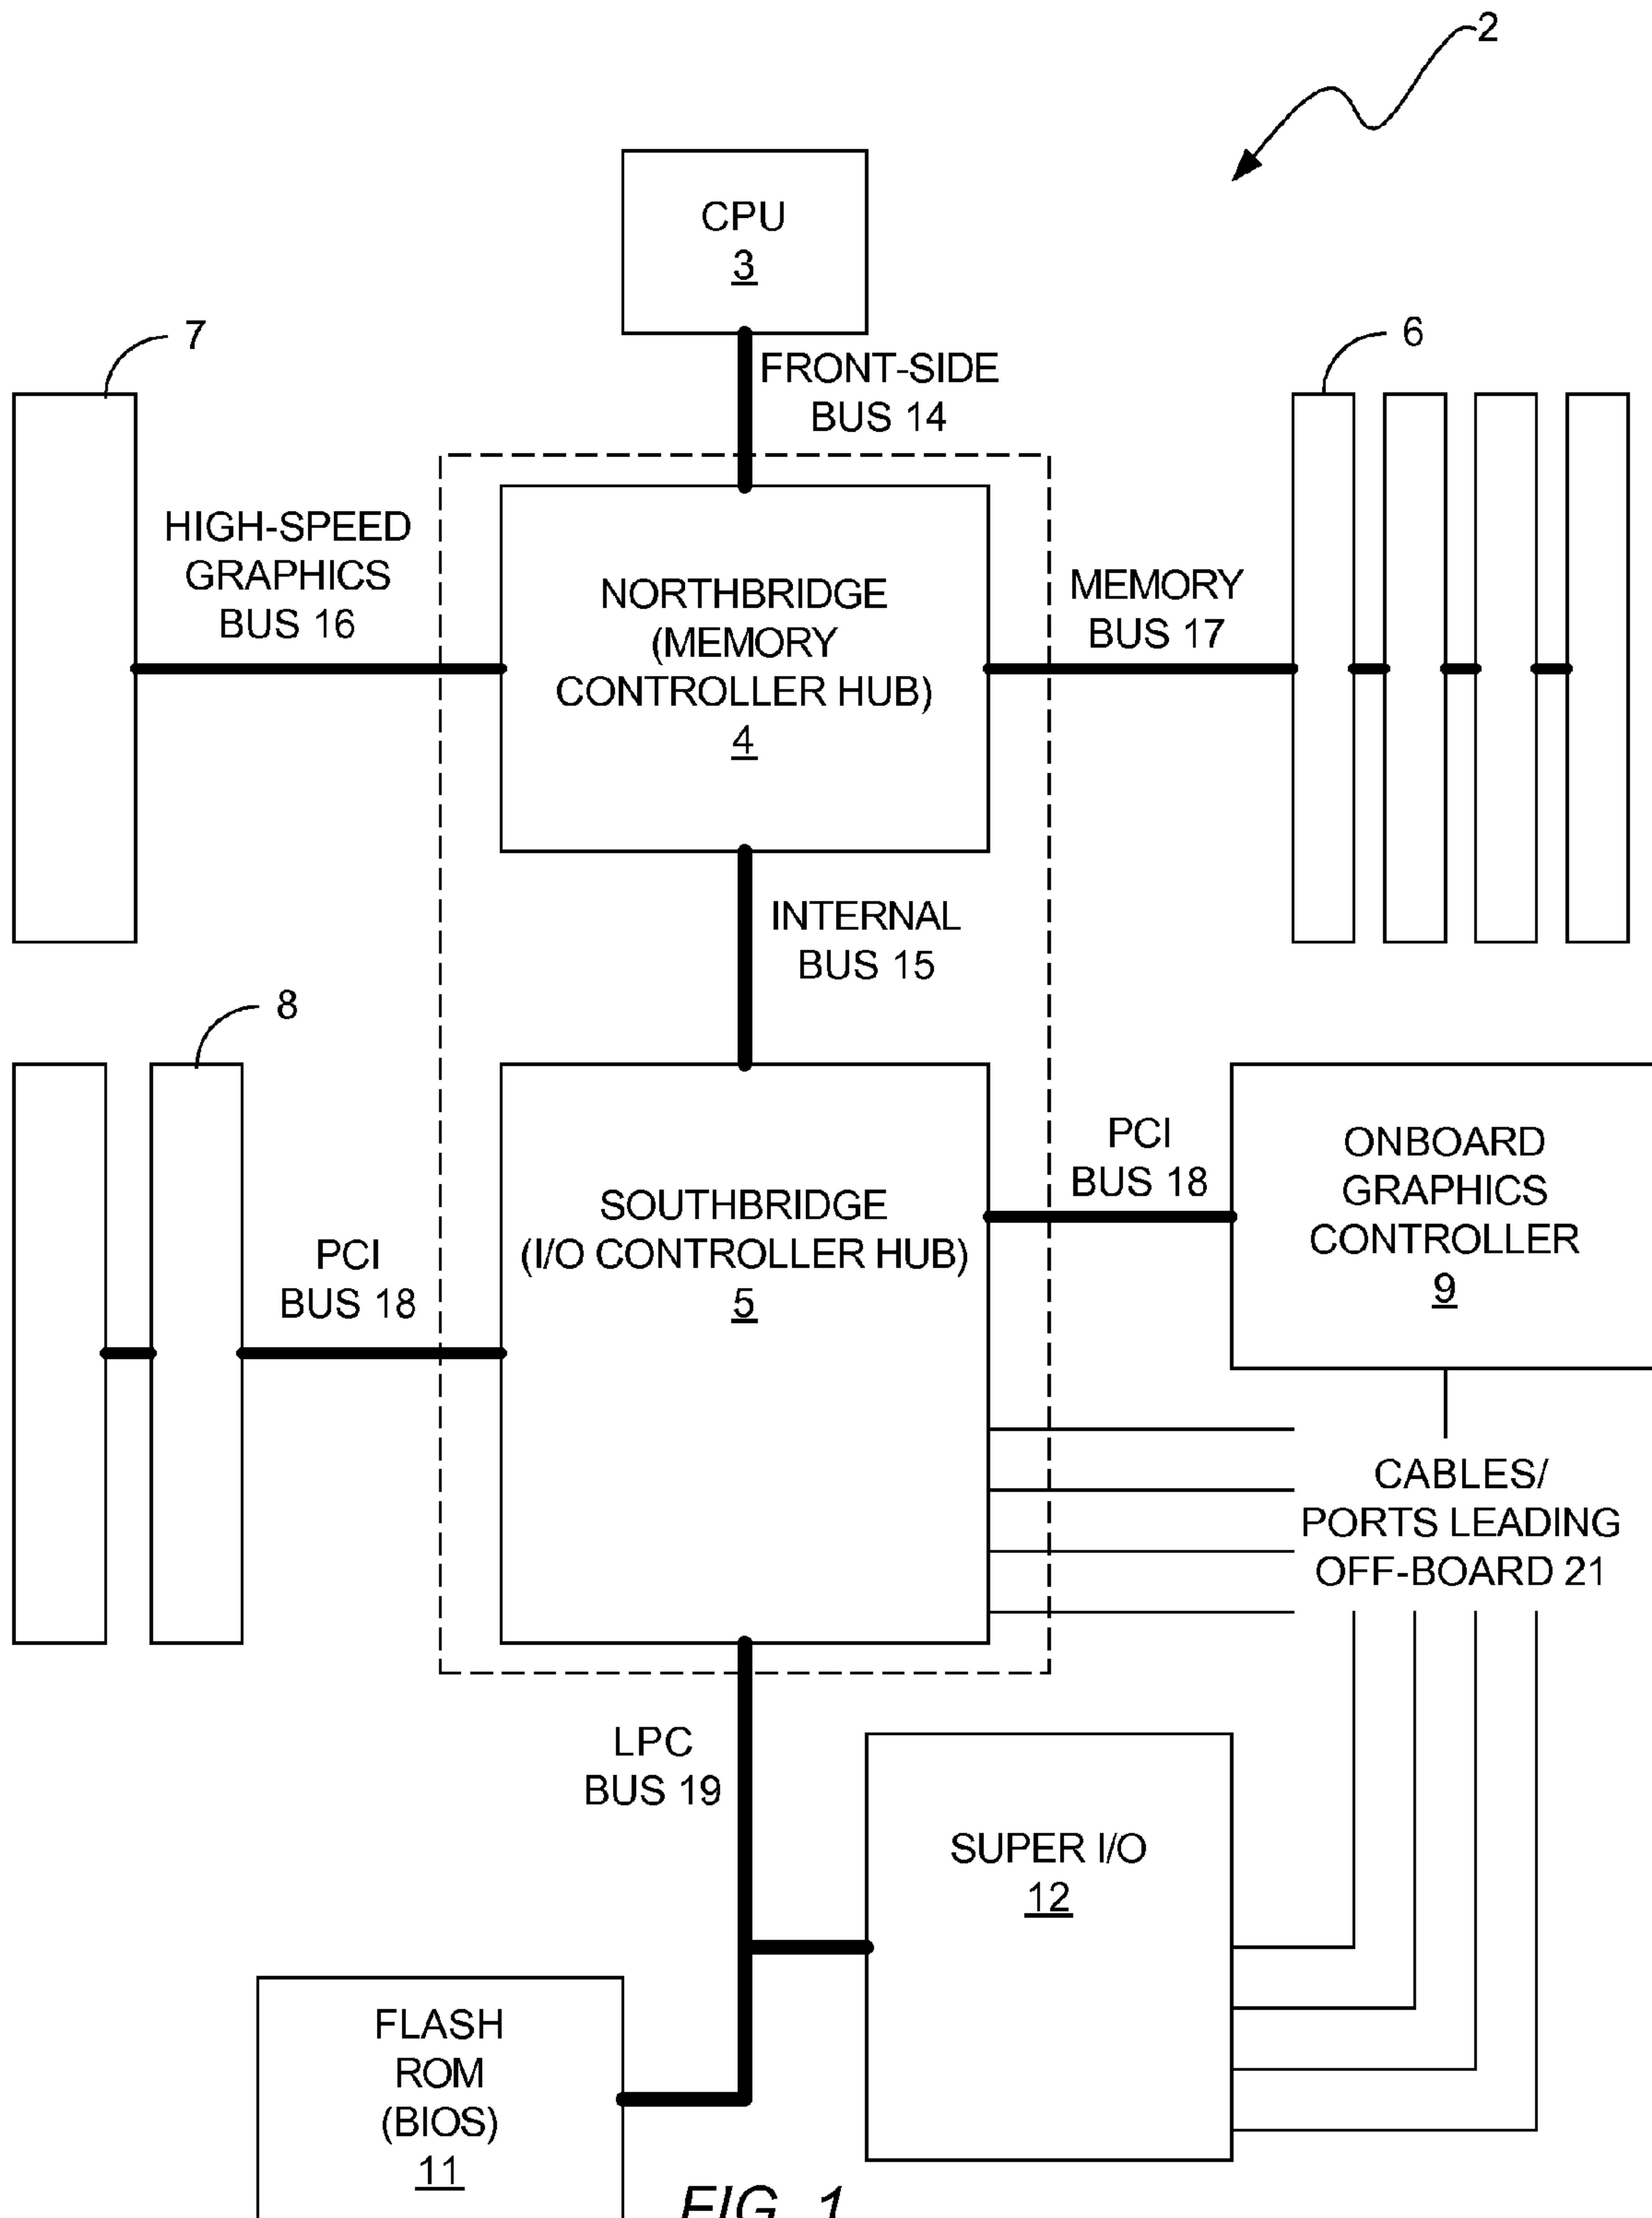 2
CPU
3
FRONT-SIDE
BUS 14
7
6
HIGH-SPEED
GRAPHICS
BUS 16
NORTHBRIDGE
(MEMORY
CONTROLLER HUB)
4
MEMORY
BUS 17
INTERNAL
BUS 15
8
PCI
BUS 18
SOUTHBRIDGE
(I/O CONTROLLER HUB)
5
PCI
BUS 18
ONBOARD
GRAPHICS
CONTROLLER
9
CABLES/
PORTS LEADING
OFF-BOARD 21
LPC
BUS 19
SUPER I/O
12
FLASH
ROM
(BIOS)
11
FIG. 1